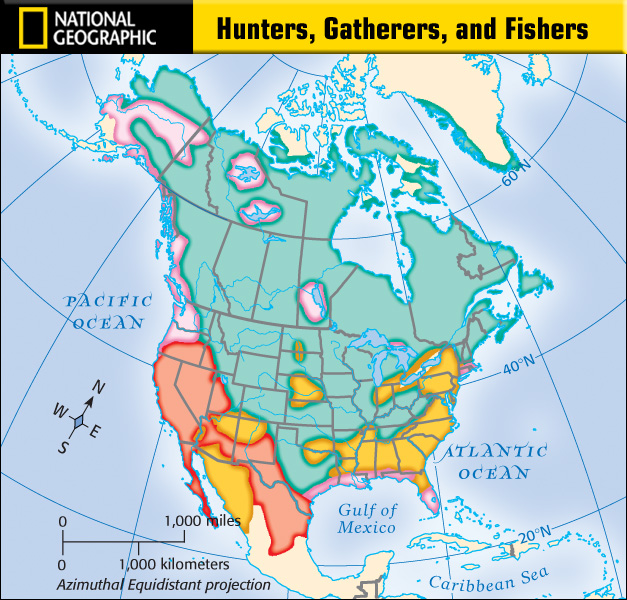 NATIONAL
GEOGRAPHIC
Hunters, Gatherers, and Fishers
60°N
PACIFIC
OCEAN
40°N
N
W
E
S
ATLANTIC
OCEAN
Gulf of
Mexico
0
1,000 miles
20°N
0
1,000 kilometers
Caribbean Sea
Azimuthal Equidistant projection